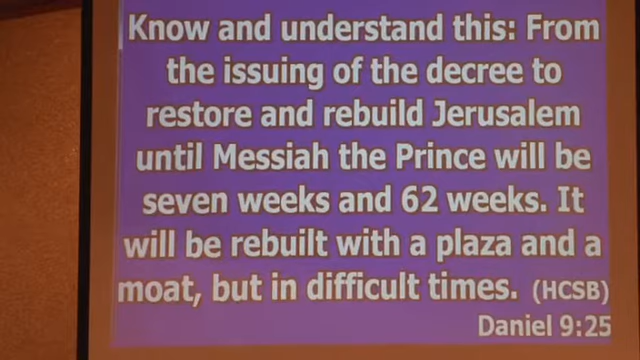 Know and understand this: From
the issuing of the decree to
restore and rebuild Jerusalem
until Messiah the Prince will be
seven weeks and 62 weeks. It
will be rebuilt with a plaza and a
moat, but in difficult times. (HCSB)
Daniel 9:25